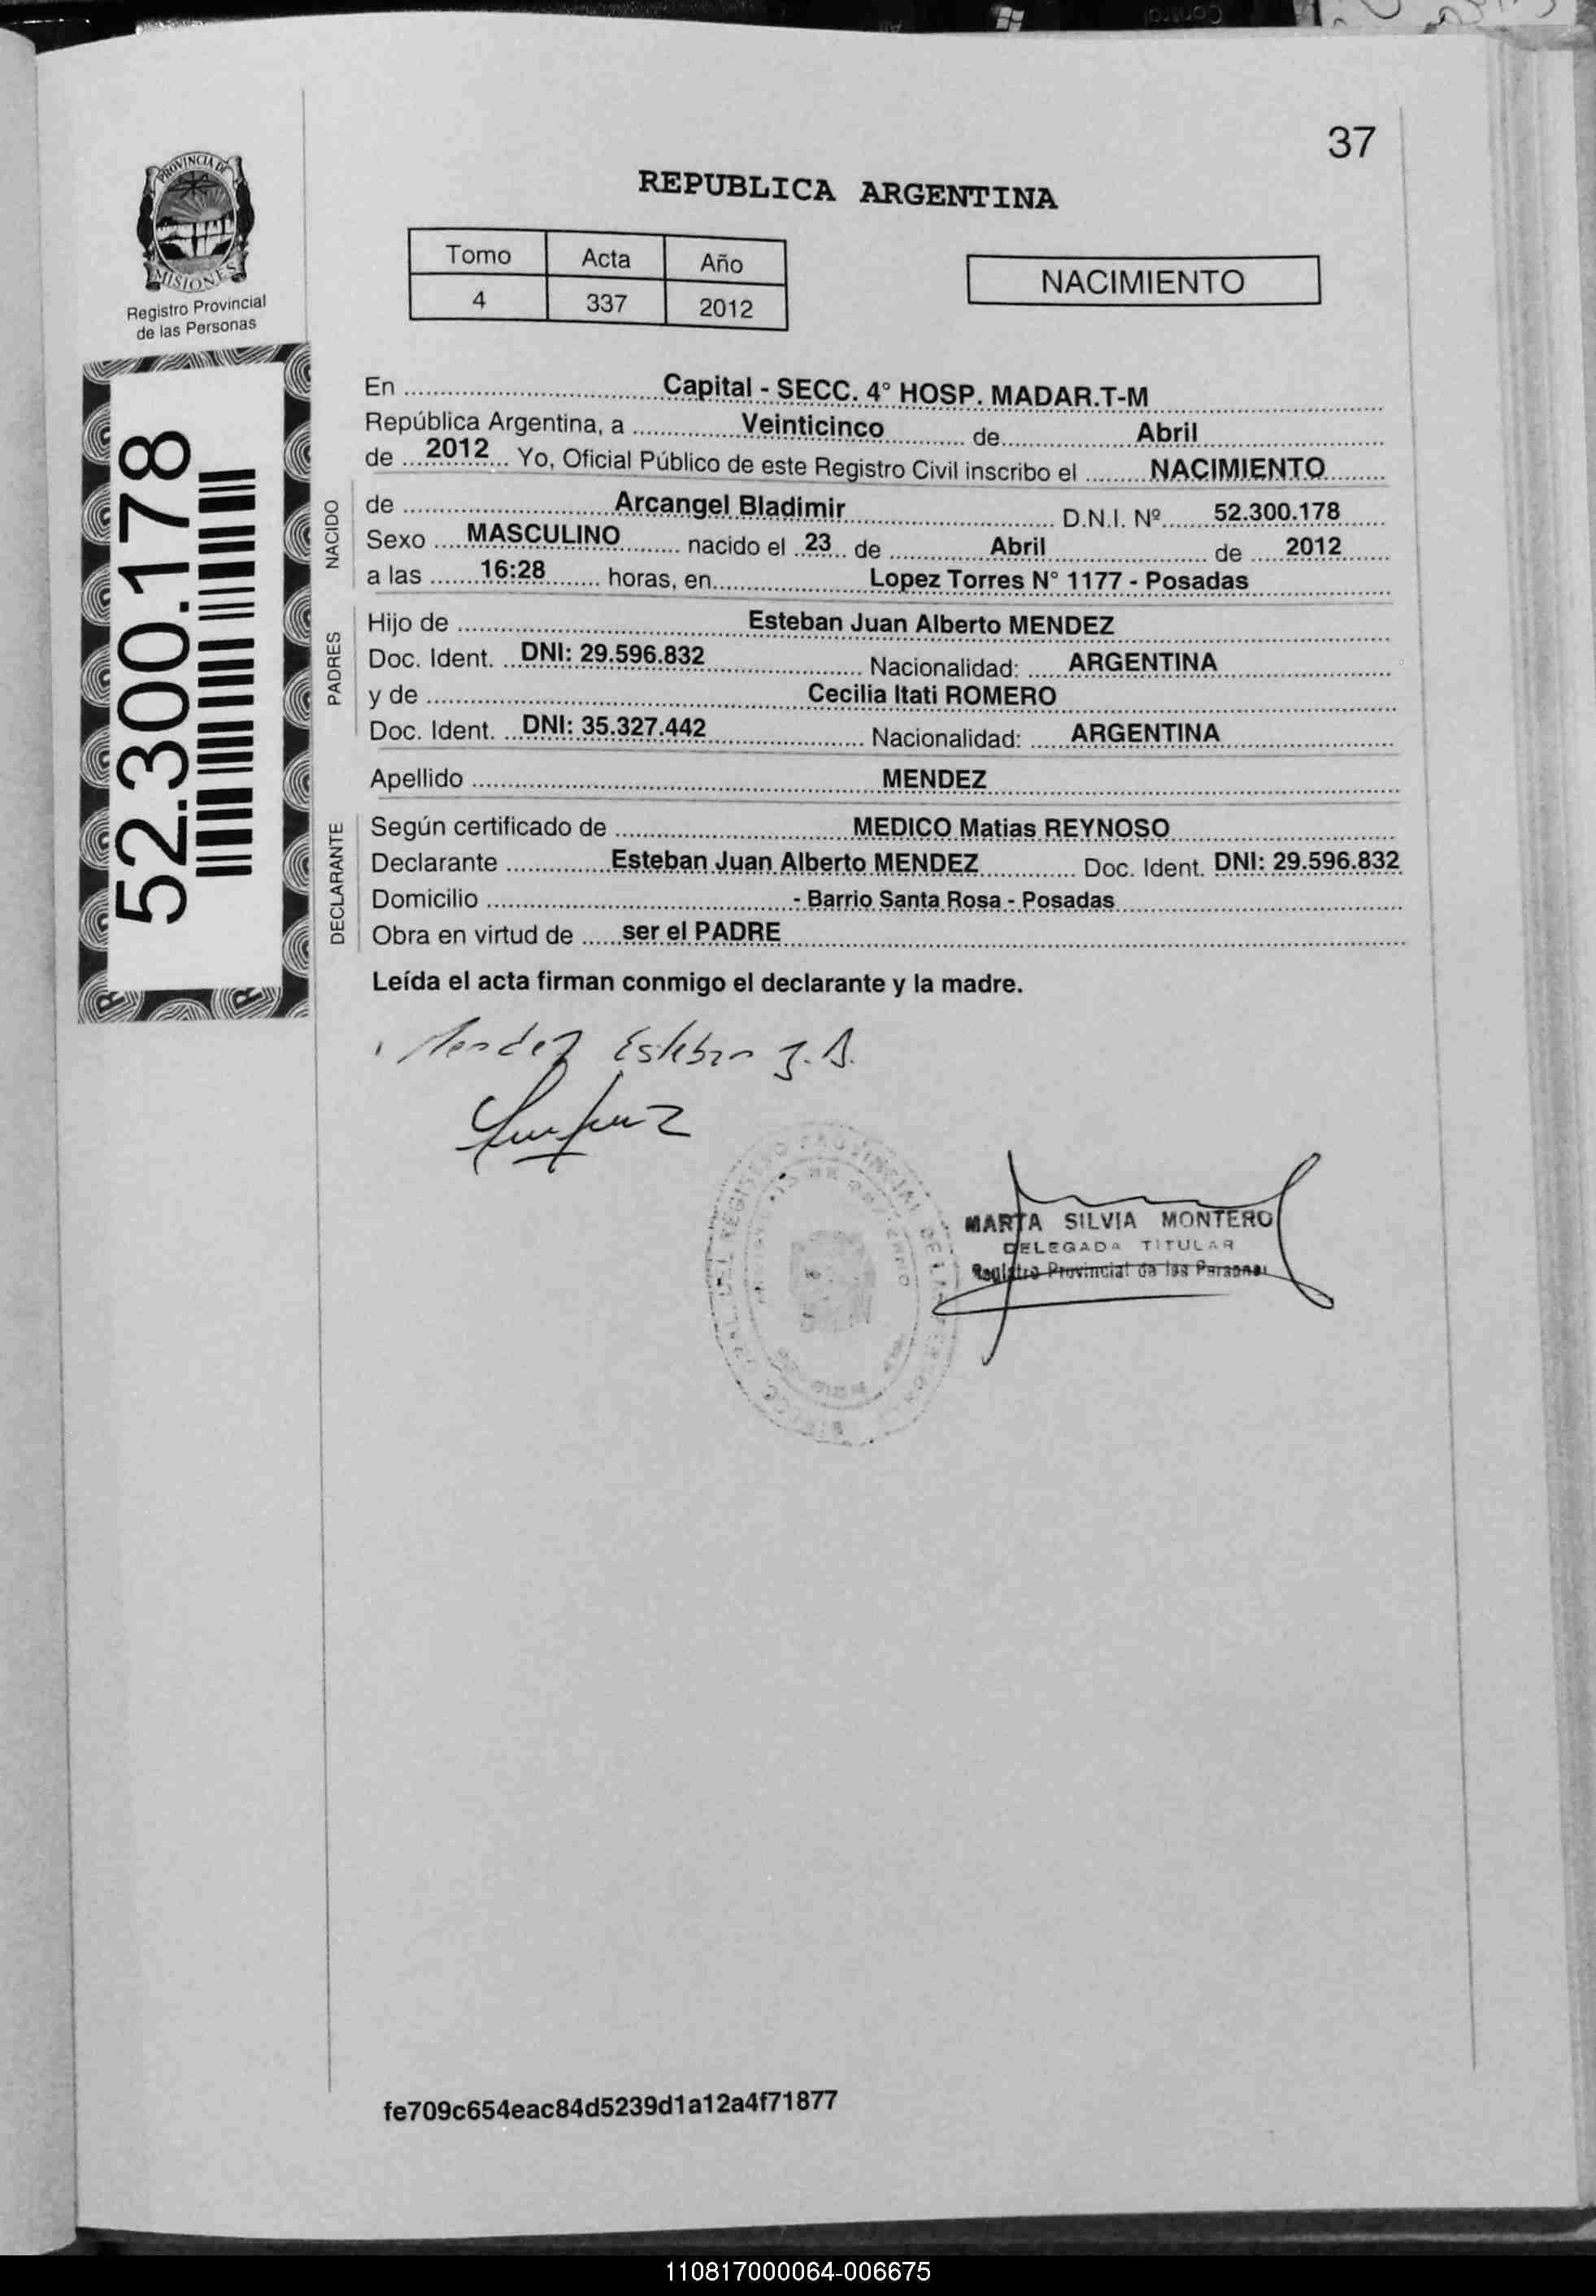 37
PROVINCIA DE
MISIONES
Registro Provincial
de las Personas
REPUBLICA ARGENTINA
Tomo Acta Año
4 337 2012
NACIMIENTO
52.300.178
En Capital - SECC. 4° HOSP. MADAR.T-M
República Argentina, a Veinticinco de Abril
de 2012 Yo, Oficial Público de este Registro Civil inscribo el NACIMIENTO
NACIDO
de Arcangel Bladimir D.N.I. Nº 52.300.178
Sexo MASCULINO nacido el 23 de Abril de 2012
a las 16:28 horas, en Lopez Torres N° 1177 - Posadas
PADRES
Hijo de Esteban Juan Alberto MENDEZ
Doc. Ident. DNI: 29.596.832 Nacionalidad: ARGENTINA
y de Cecilia Itati ROMERO
Doc. Ident. DNI: 35.327.442 Nacionalidad: ARGENTINA
Apellido MENDEZ
DECLARANTE
Según certificado de MEDICO Matias REYNOSO
Declarante Esteban Juan Alberto MENDEZ Doc. Ident. DNI: 29.596.832
Domicilio - Barrio Santa Rosa - Posadas
Obra en virtud de ser el PADRE
Leída el acta firman conmigo el declarante y la madre.
Mendez Esteban J. A.
MARTA SILVIA MONTERO
DELEGADA TITULAR
Registro Provincial de las Personas
fe709c654eac84d5239d1a12a4f71877
110817000064-006675